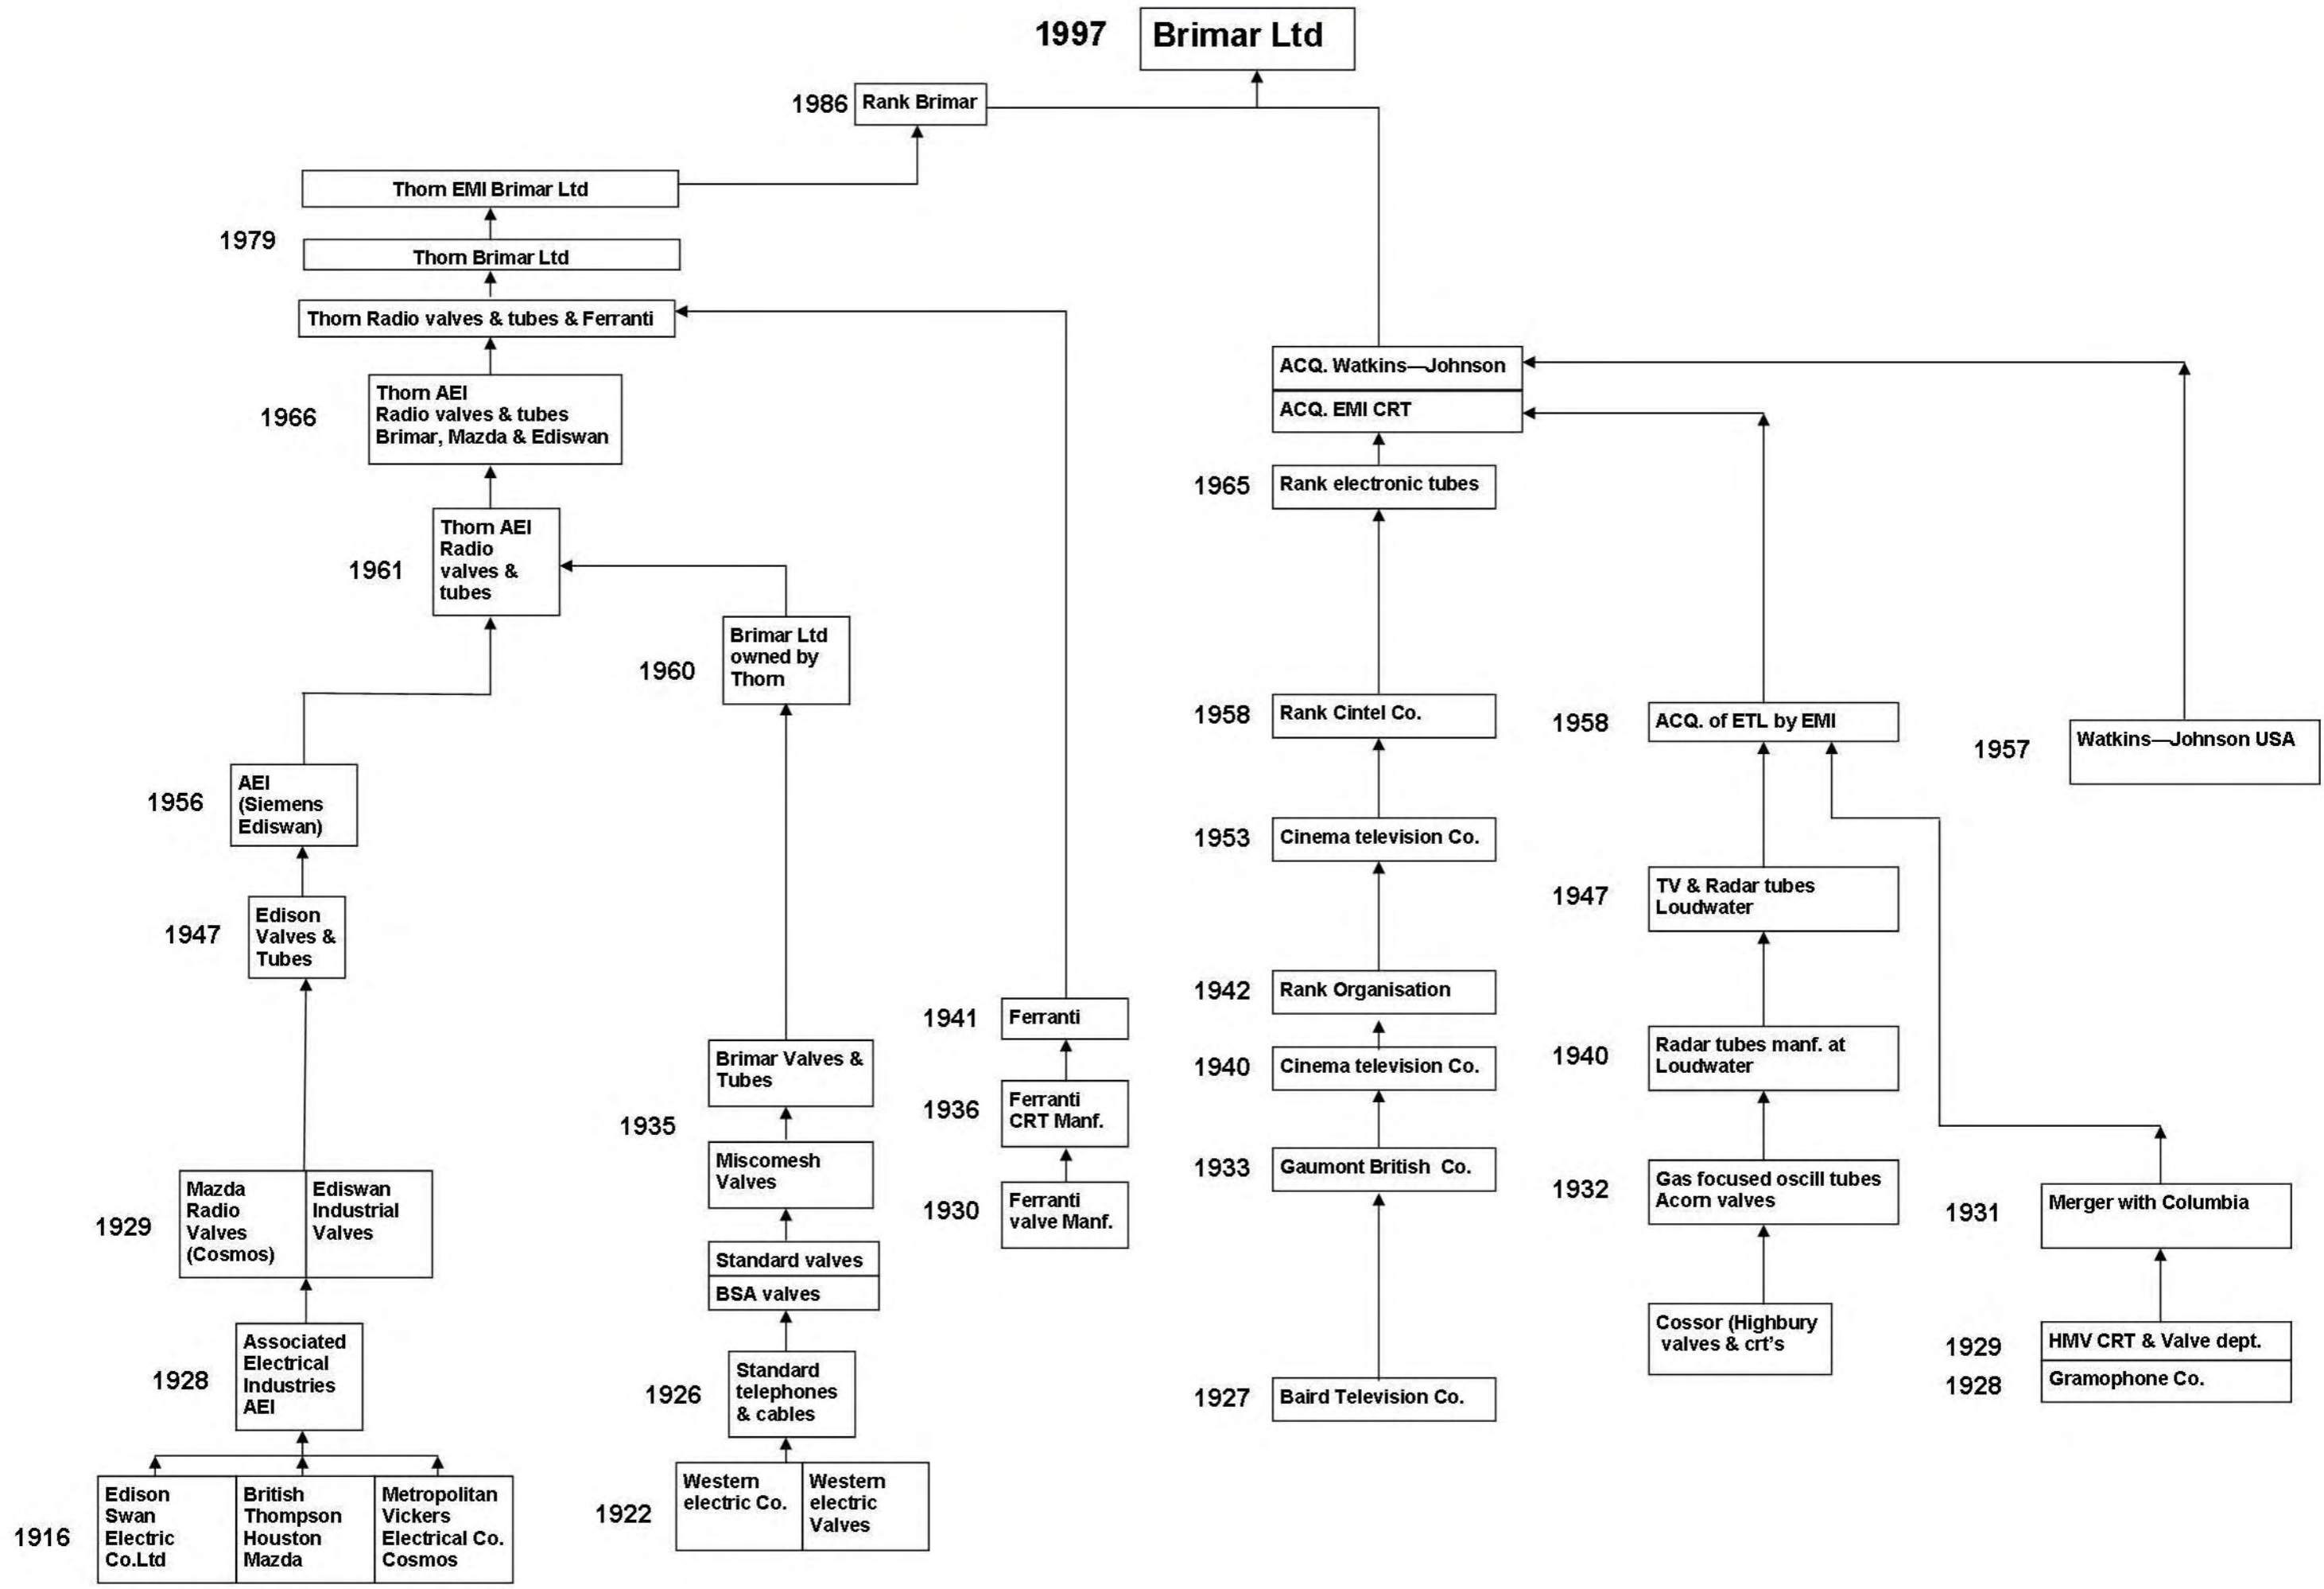 1997
Brimar Ltd
1986
Rank Brimar
Thorn EMI Brimar Ltd
1979
Thorn Brimar Ltd
Thorn Radio valves & tubes & Ferranti
1966
Thorn AEI
Radio valves & tubes
Brimar, Mazda & Ediswan
1961
Thorn AEI
Radio
valves &
tubes
1960
Brimar Ltd
owned by
Thorn
1956
AEI
(Siemens
Ediswan)
1947
Edison
Valves &
Tubes
1929
Mazda
Radio
Valves
(Cosmos)
Ediswan
Industrial
Valves
1928
Associated
Electrical
Industries
AEI
1916
Edison
Swan
Electric
Co.Ltd
British
Thompson
Houston
Mazda
Metropolitan
Vickers
Electrical Co.
Cosmos
Brimar Valves &
Tubes
1935
Miscomesh
Valves
Standard valves
BSA valves
1926
Standard
telephones
& cables
1922
Western
electric Co.
Western
electric
Valves
1941
Ferranti
1936
Ferranti
CRT Manf.
1930
Ferranti
valve Manf.
ACQ. Watkins—Johnson
ACQ. EMI CRT
1965
Rank electronic tubes
1958
Rank Cintel Co.
1953
Cinema television Co.
1942
Rank Organisation
1940
Cinema television Co.
1933
Gaumont British Co.
1927
Baird Television Co.
1958
ACQ. of ETL by EMI
1947
TV & Radar tubes
Loudwater
1940
Radar tubes manf. at
Loudwater
1932
Gas focused oscill tubes
Acorn valves
Cossor (Highbury
valves & crt's
1957
Watkins—Johnson USA
1931
Merger with Columbia
1929
HMV CRT & Valve dept.
1928
Gramophone Co.